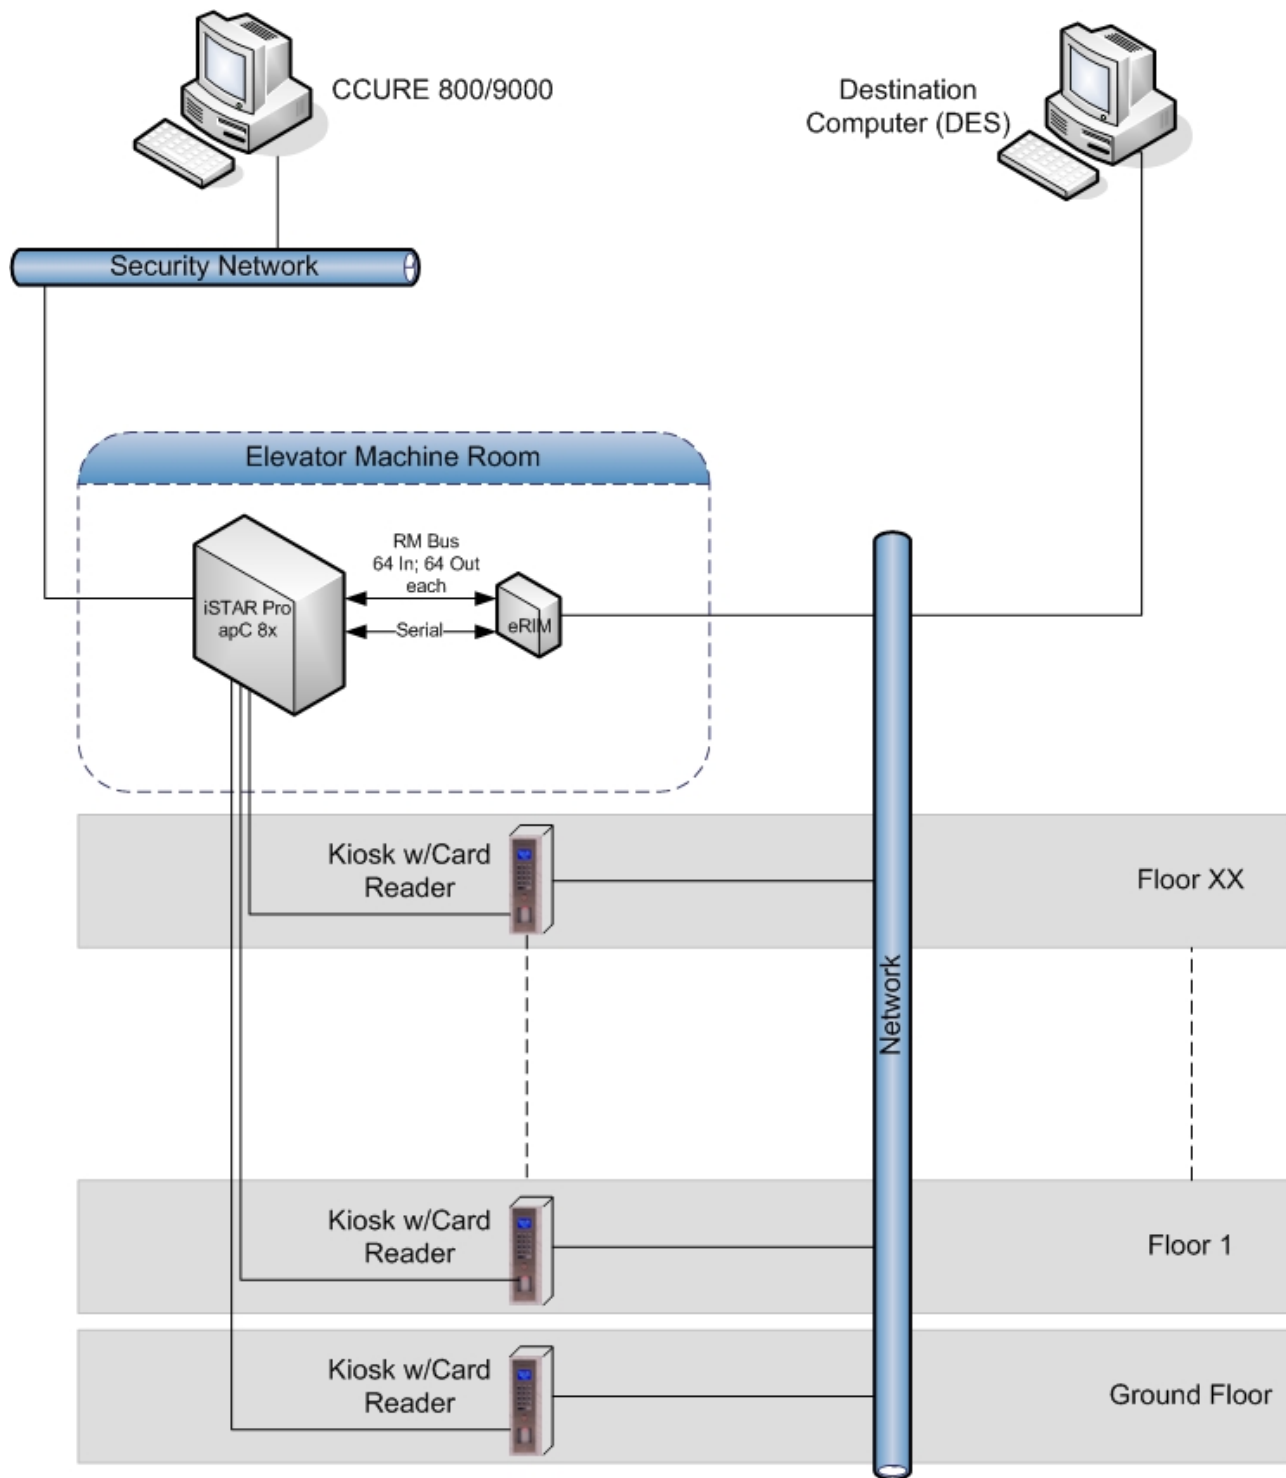 CCURE 800/9000
Destination
Computer (DES)
Security Network
Elevator Machine Room
RM Bus
64 In; 64 Out
each
iSTAR Pro
apC 8x
Serial
eRIM
Kiosk w/Card
Reader
Floor XX
Network
Kiosk w/Card
Reader
Floor 1
Kiosk w/Card
Reader
Ground Floor